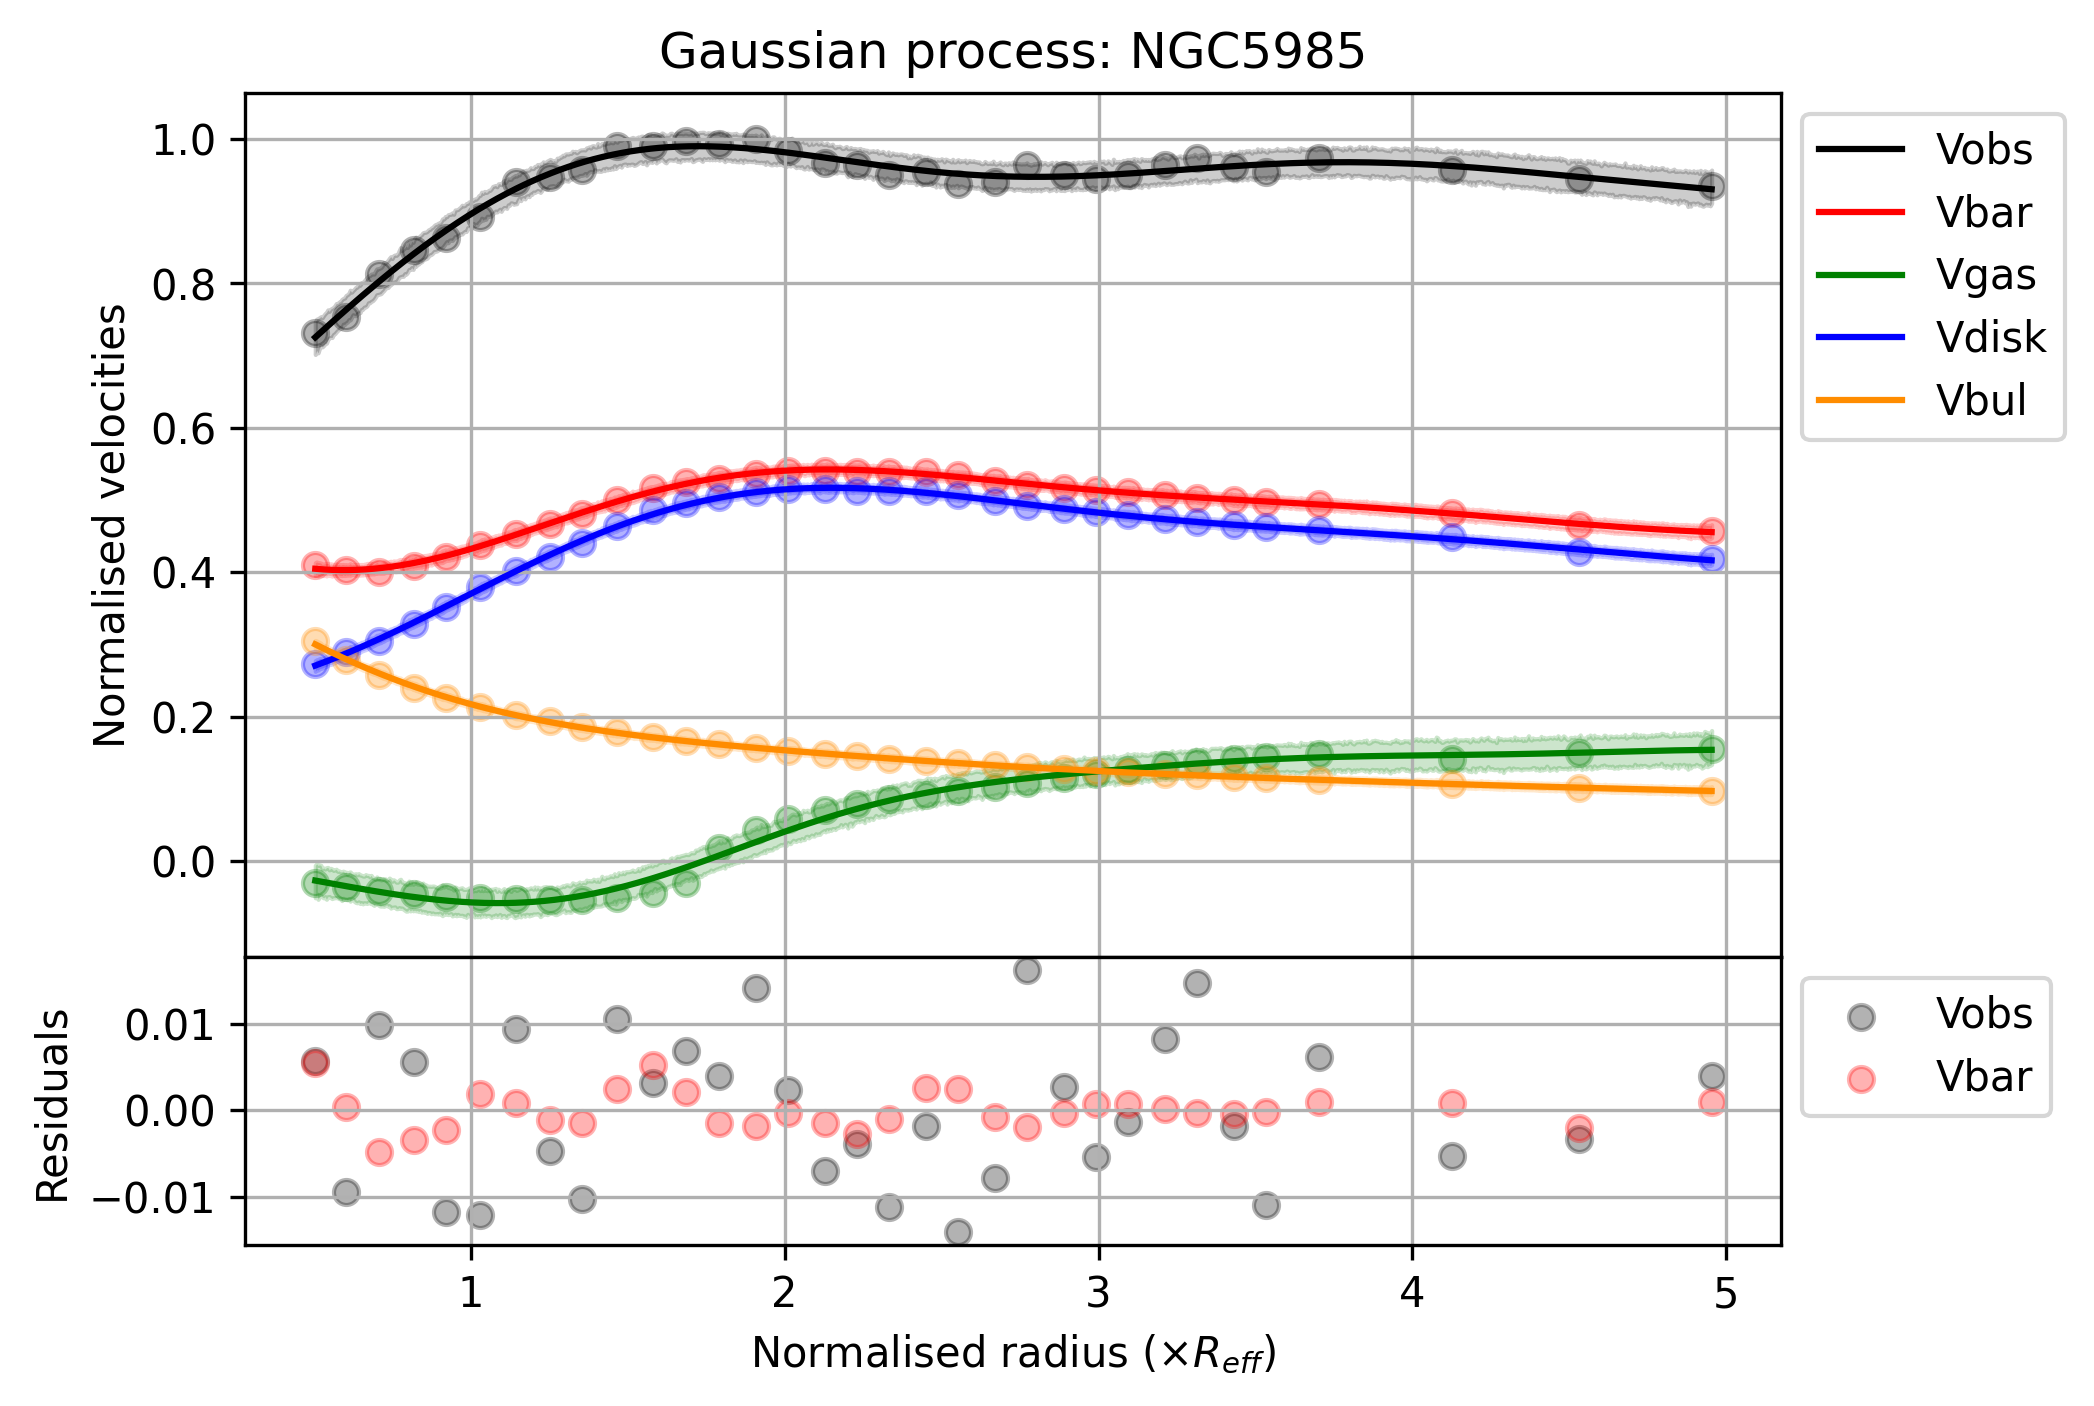 Gaussian process: NGC5985
Normalised velocities
1.0
0.8
0.6
0.4
0.2
0.0
Vobs
Vbar
Vgas
Vdisk
Vbul
Residuals
0.01
0.00
−0.01
Vobs
Vbar
1 2 3 4 5
Normalised radius (×R_eff)